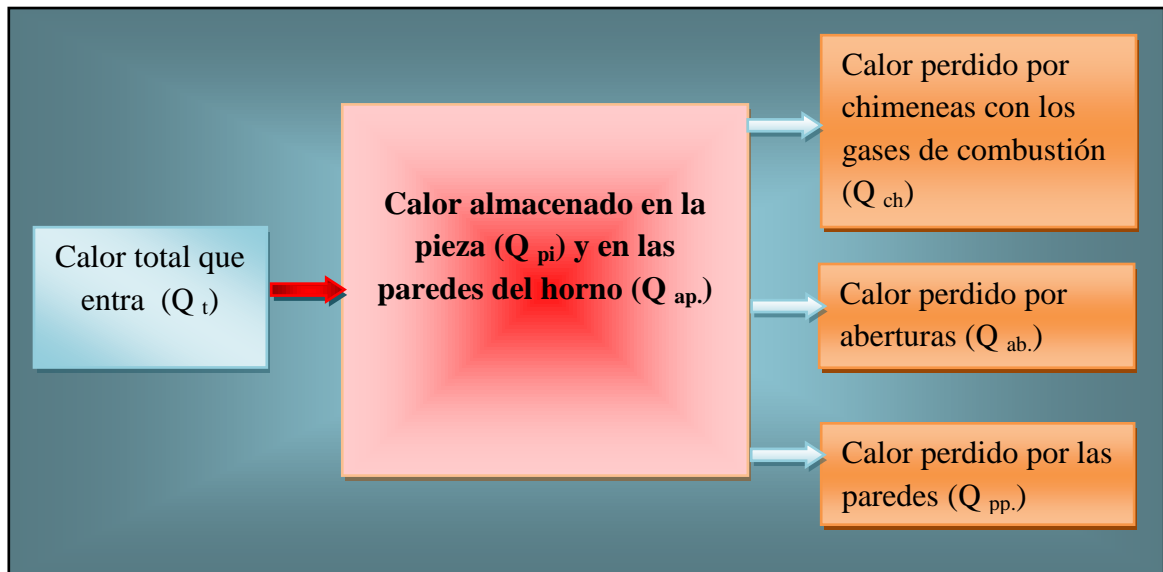 Calor total que
entra (Q t)
Calor almacenado en la
pieza (Q pi) y en las
paredes del horno (Q ap.)
Calor perdido por
chimeneas con los
gases de combustión
(Q ch)
Calor perdido por
aberturas (Q ab.)
Calor perdido por las
paredes (Q pp.)